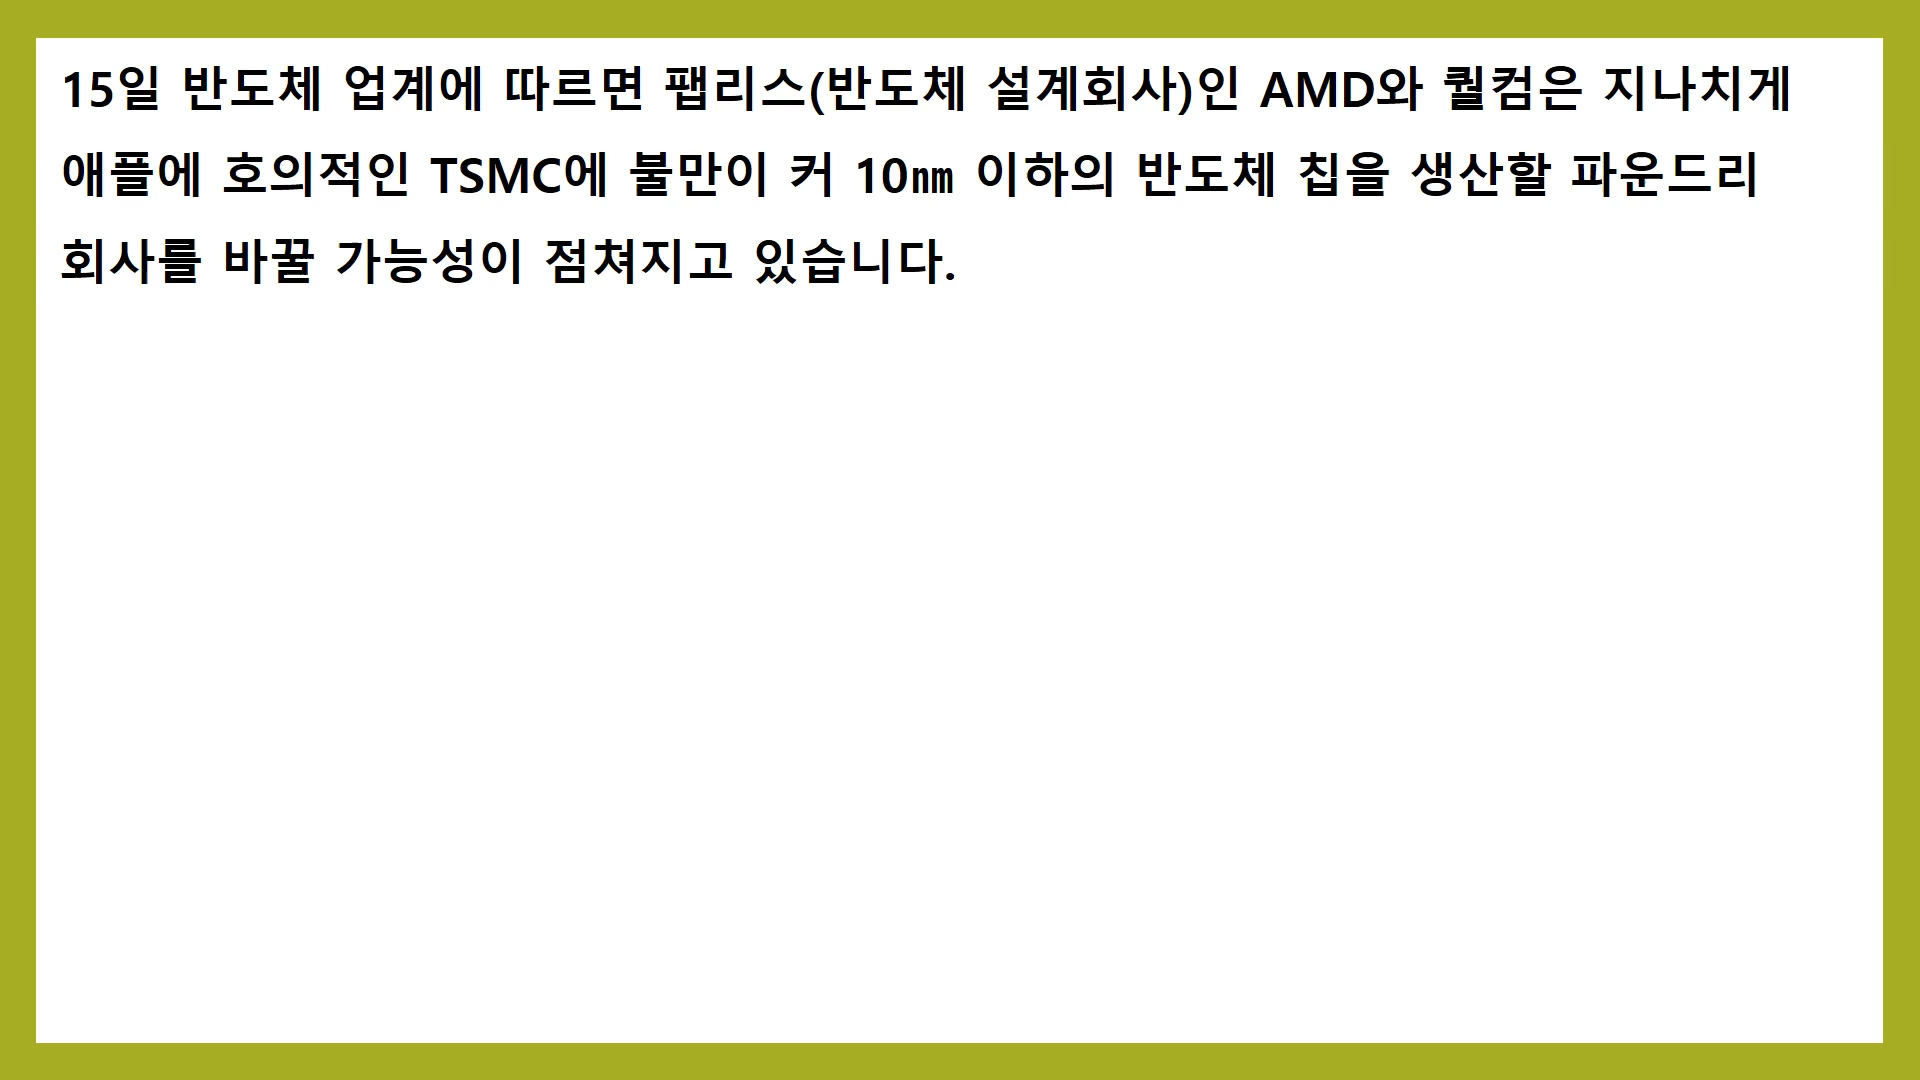 15일 반도체 업계에 따르면 팹리스(반도체 설계회사)인 AMD와 퀄컴은 지나치게
애플에 호의적인 TSMC에 불만이 커 10㎚ 이하의 반도체 칩을 생산할 파운드리
회사를 바꿀 가능성이 점쳐지고 있습니다.